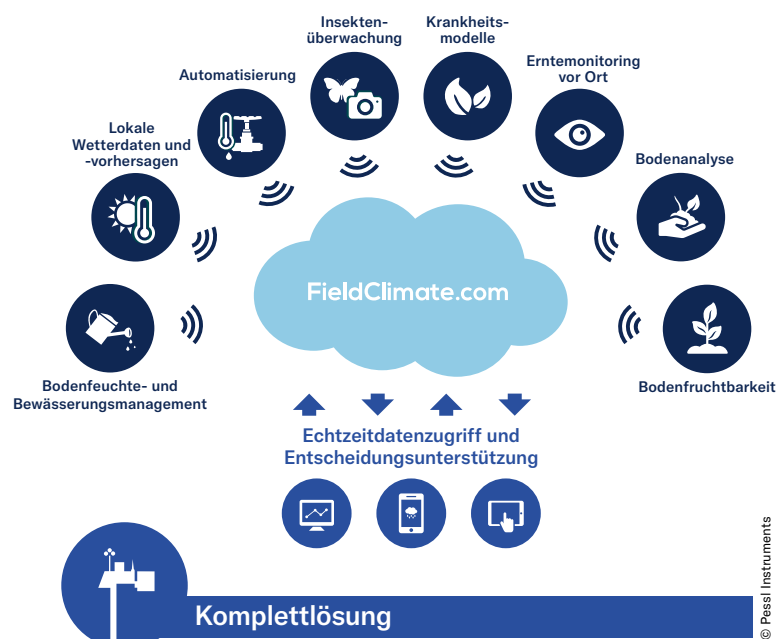 Insekten-
überwachung
Krankheits-
modelle
Automatisierung
Erntemonitoring
vor Ort
Lokale
Wetterdaten und
-vorhersagen
Bodenanalyse
FieldClimate.com
Bodenfeuchte- und
Bewässerungsmanagement
Bodenfruchtbarkeit
Echtzeitdatenzugriff und
Entscheidungsunterstützung
Komplettlösung
© Pessl Instruments